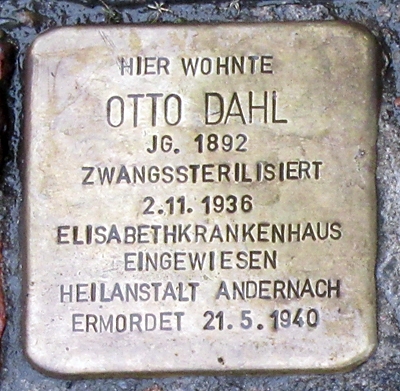 HIER WOHNTE
OTTO DAHL
JG. 1892
ZWANGSSTERILISIERT
2.11.1936
ELISABETHKRANKENHAUS
EINGEWIESEN
HEILANSTALT ANDERNACH
ERMORDET 21.5.1940